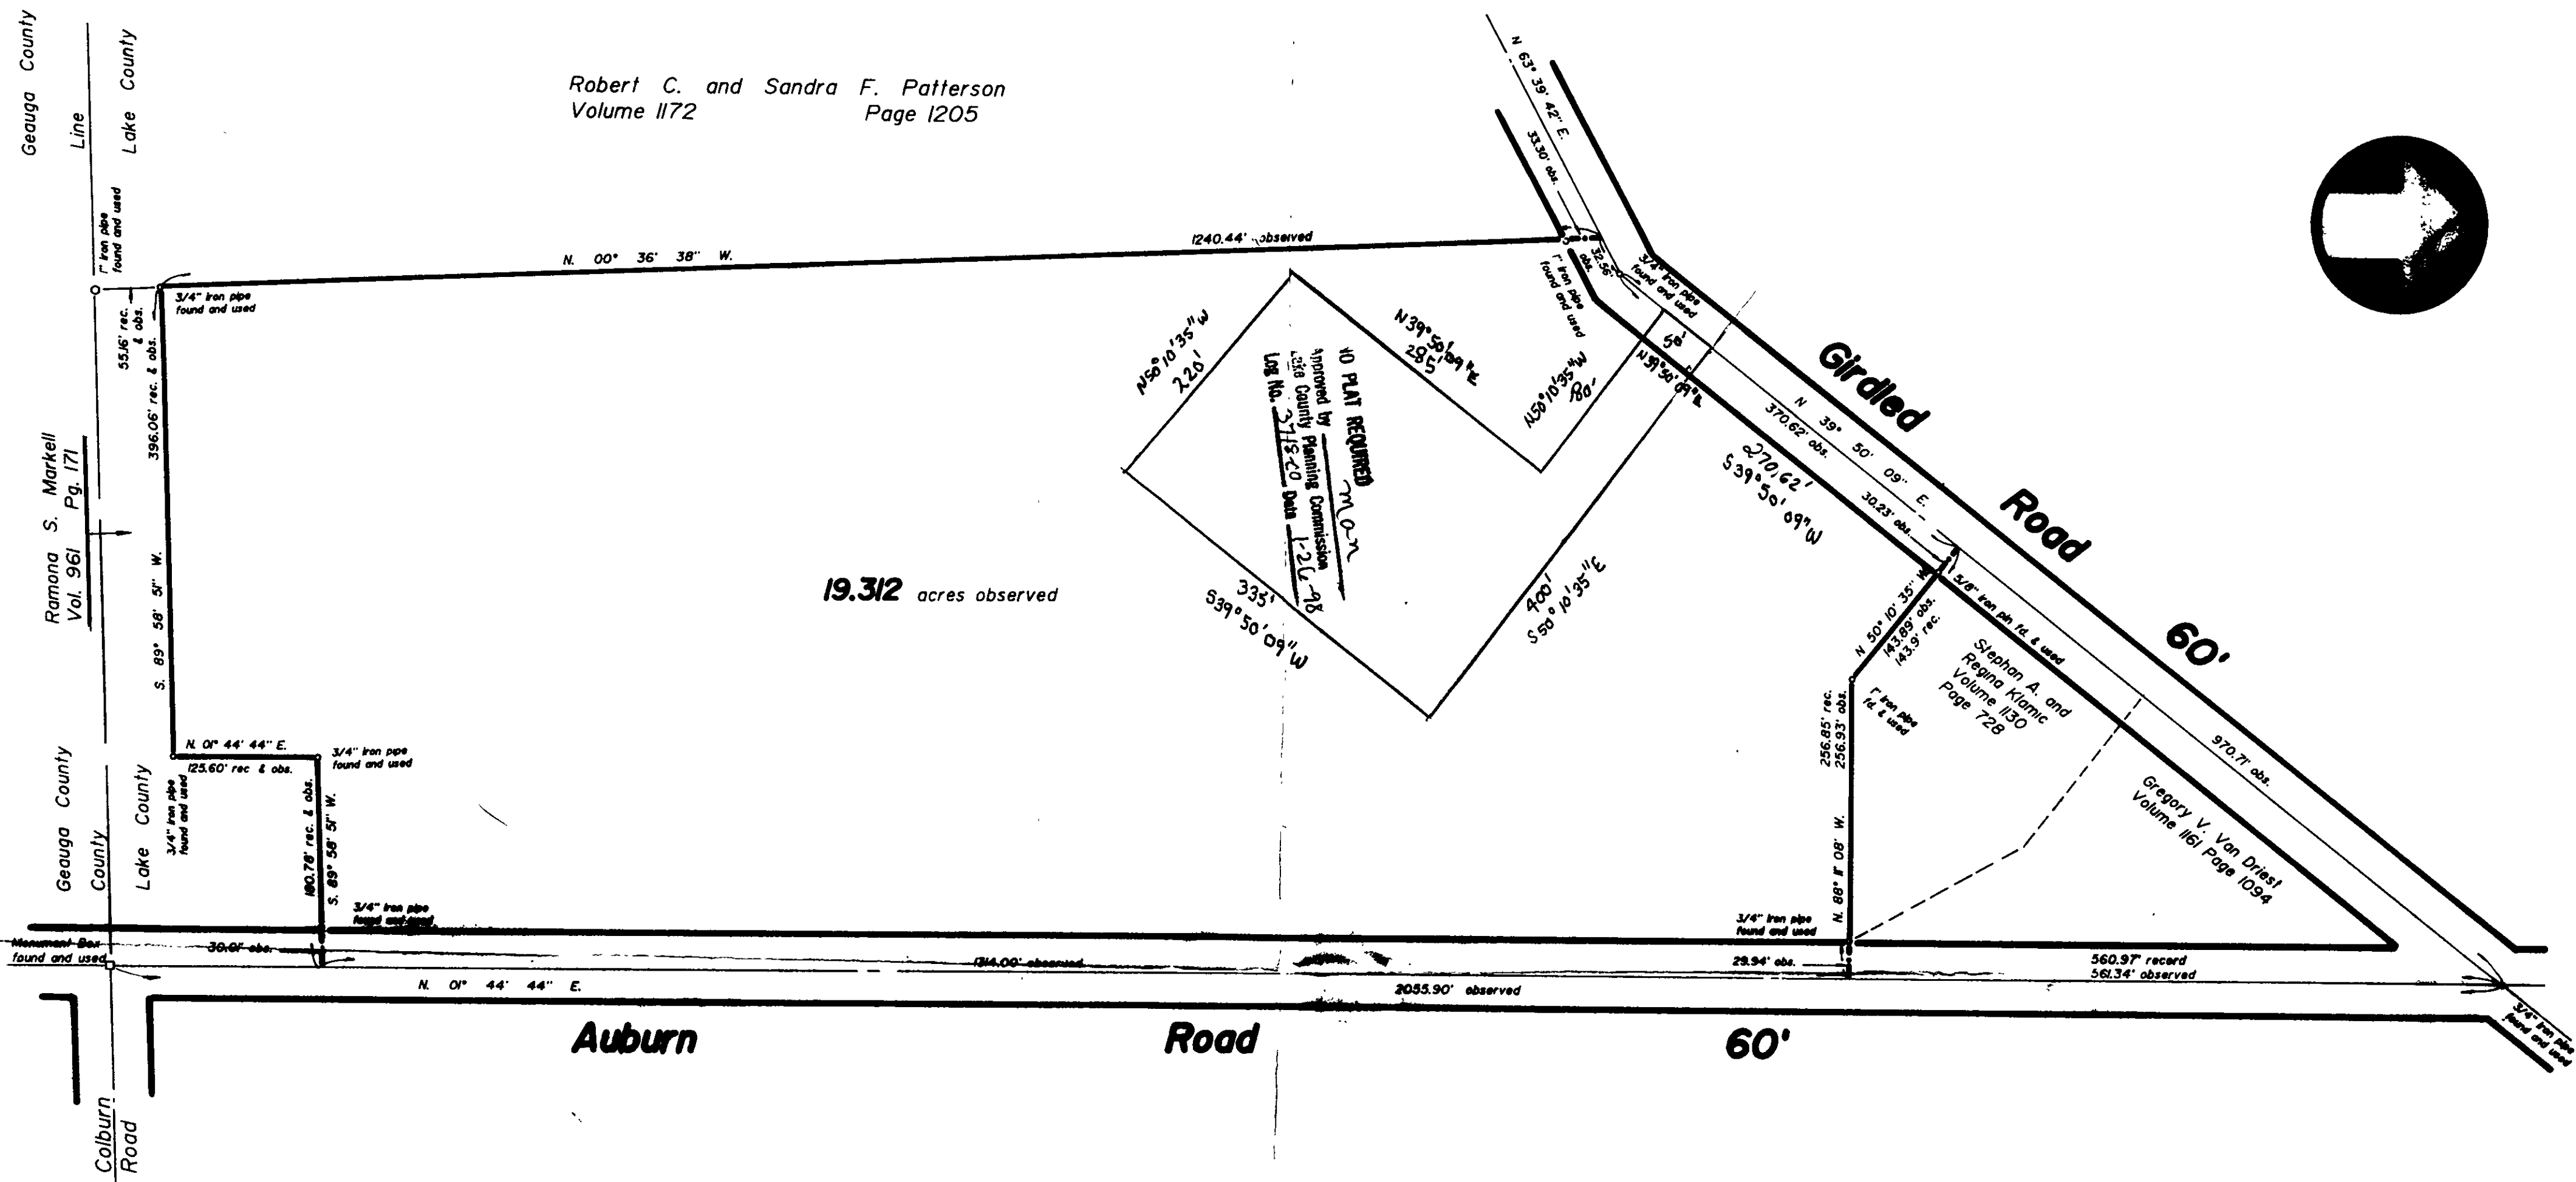 Geauga County
Line
Lake County
Robert C. and Sandra F. Patterson
Volume 1172 Page 1205
N 63° 39' 42" E.
33.30' obs.
1" iron pipe
found and used
N. 00° 36' 38" W.
1240.44' observed
32.56'
obs.
1" iron pipe
found and used
3/4" iron pipe
found and used
3/4" iron pipe
found and used
55.16' rec.
& obs.
396.06' rec. & obs.
S. 89° 58' 51" W.
Ramona S. Markell
Vol. 961 Pg. 171
N50°10'35"W
220'
N39°50'09"E
285'
N50°10'35"W
180'
50'
N39°50'09"E
NO PLAT REQUIRED
Approved by
Lake County Planning Commission
Log No. Date 1-26-98
335'
S39°50'09"W
400'
S50°10'35"E
19.312 acres observed
Girdled Road 60'
N 39° 50' 09" E.
370.62' obs.
270.62'
S39°50'09"W
30.23' obs.
5/8" iron pin fd. & used
N 50° 10' 35" W.
143.89' obs.
143.9' rec.
1" iron pipe
fd. & used
Stephan A. and
Regina Klamic
Volume 1130
Page 728
970.71' obs.
Gregory V. Van Driest
Volume 1161 Page 1094
256.85' rec.
256.93' obs.
N. 88° 11' 08" W.
N. 01° 44' 44" E.
125.60' rec & obs.
3/4" iron pipe
found and used
3/4" iron pipe
found and used
180.78' rec. & obs.
S. 89° 58' 51" W.
Geauga County
County
Lake County
3/4" iron pipe
found and used
3/4" iron pipe
found and used
Monument Box
found and used
30.01' obs.
1314.00' observed
29.94' obs.
560.97' record
561.34' observed
N. 01° 44' 44" E.
2055.90' observed
3/4" iron pipe
found and used
Auburn Road 60'
Colburn
Road